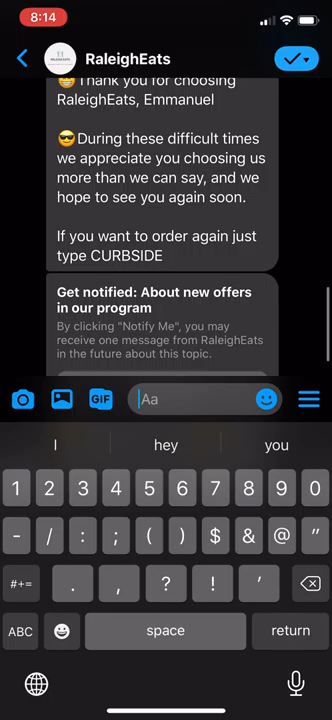 8:14
RaleighEats
😁Thank you for choosing
RaleighEats, Emmanuel
😎During these difficult times
we appreciate you choosing us
more than we can say, and we
hope to see you again soon.
If you want to order again just
type CURBSIDE
Get notified: About new offers
in our program
By clicking "Notify Me", you may
receive one message from RaleighEats
in the future about this topic.
GIF
Aa
I hey you
1 2 3 4 5 6 7 8 9 0
- / : ; ( ) $ & @ "
#+= . , ? ! '
ABC space return